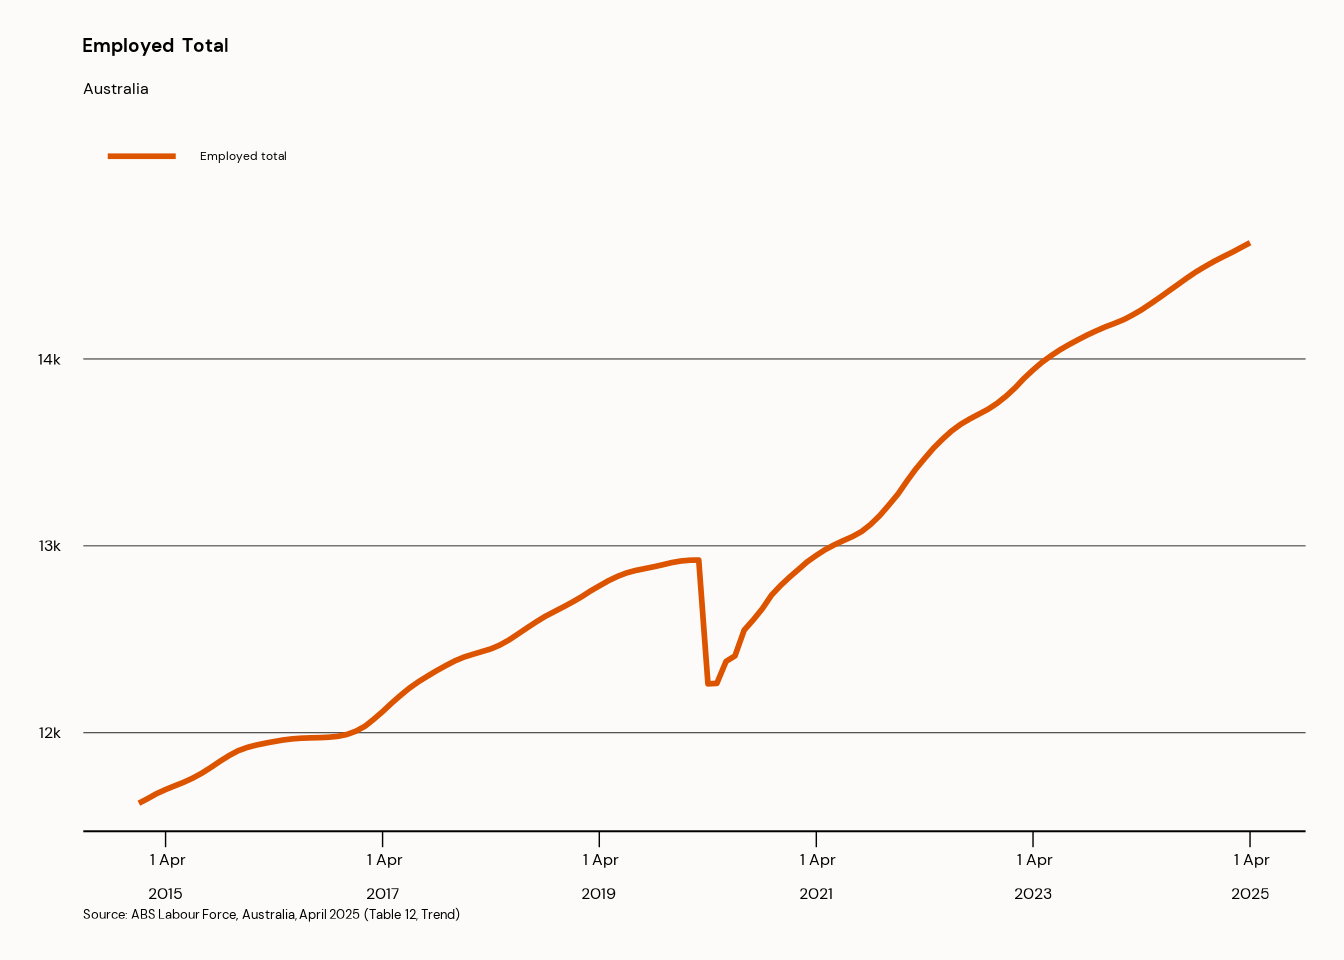 Employed Total
Australia
Employed total
14k
13k
12k
1 Apr 1 Apr 1 Apr 1 Apr 1 Apr 1 Apr
2015 2017 2019 2021 2023 2025
Source: ABS Labour Force, Australia, April 2025 (Table 12, Trend)